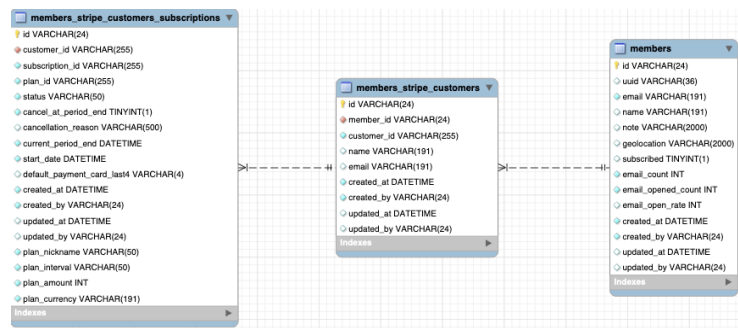 members_stripe_customers_subscriptions
id VARCHAR(24)
customer_id VARCHAR(255)
subscription_id VARCHAR(255)
plan_id VARCHAR(255)
status VARCHAR(50)
cancel_at_period_end TINYINT(1)
cancellation_reason VARCHAR(500)
current_period_end DATETIME
start_date DATETIME
default_payment_card_last4 VARCHAR(4)
created_at DATETIME
created_by VARCHAR(24)
updated_at DATETIME
updated_by VARCHAR(24)
plan_nickname VARCHAR(50)
plan_interval VARCHAR(50)
plan_amount INT
plan_currency VARCHAR(191)
Indexes
members_stripe_customers
id VARCHAR(24)
member_id VARCHAR(24)
customer_id VARCHAR(255)
name VARCHAR(191)
email VARCHAR(191)
created_at DATETIME
created_by VARCHAR(24)
updated_at DATETIME
updated_by VARCHAR(24)
Indexes
members
id VARCHAR(24)
uuid VARCHAR(36)
email VARCHAR(191)
name VARCHAR(191)
note VARCHAR(2000)
geolocation VARCHAR(2000)
subscribed TINYINT(1)
email_count INT
email_opened_count INT
email_open_rate INT
created_at DATETIME
created_by VARCHAR(24)
updated_at DATETIME
updated_by VARCHAR(24)
Indexes